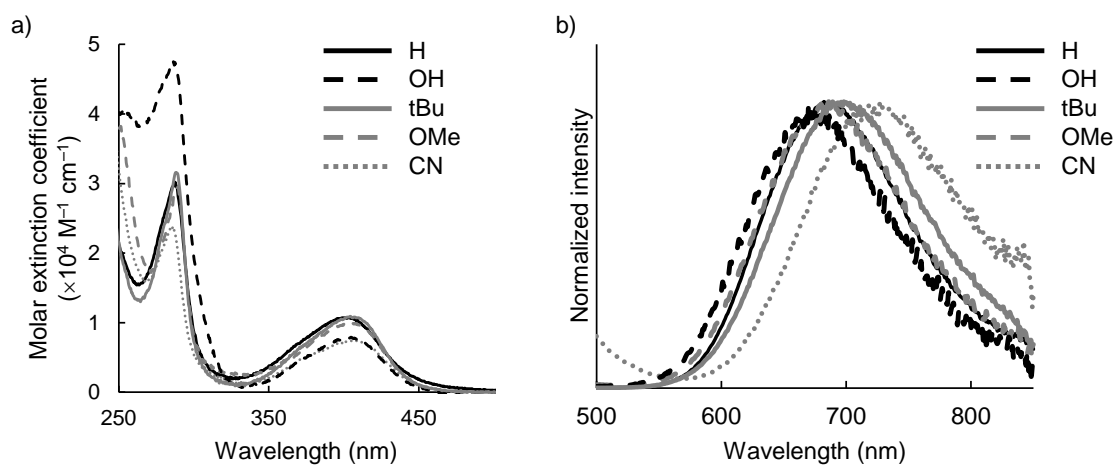 a)
Molar extinction coefficient
(× 10⁴ M⁻¹ cm⁻¹)
5
4
3
2
1
0
250
350
450
Wavelength (nm)
H
OH
tBu
OMe
CN
b)
Normalized intensity
500
600
700
800
Wavelength (nm)
H
OH
tBu
OMe
CN